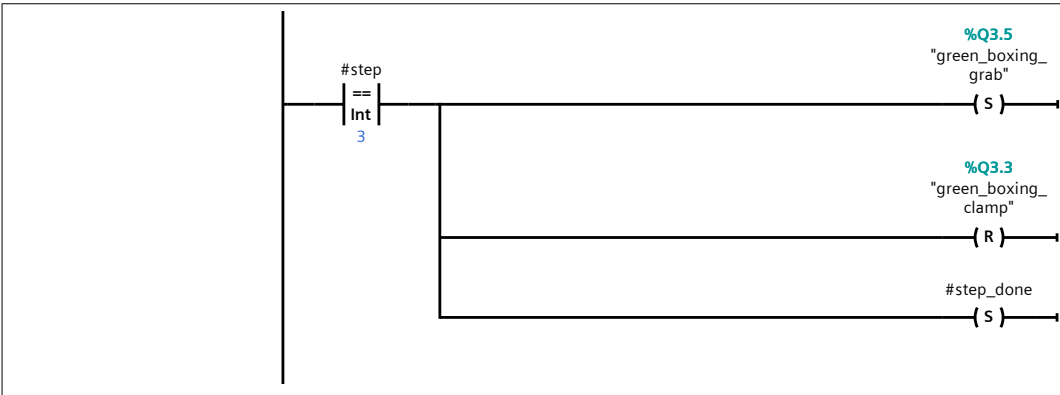 %Q3.5
"green_boxing_
grab"
#step
==
Int
3
( S )
%Q3.3
"green_boxing_
clamp"
( R )
#step_done
( S )